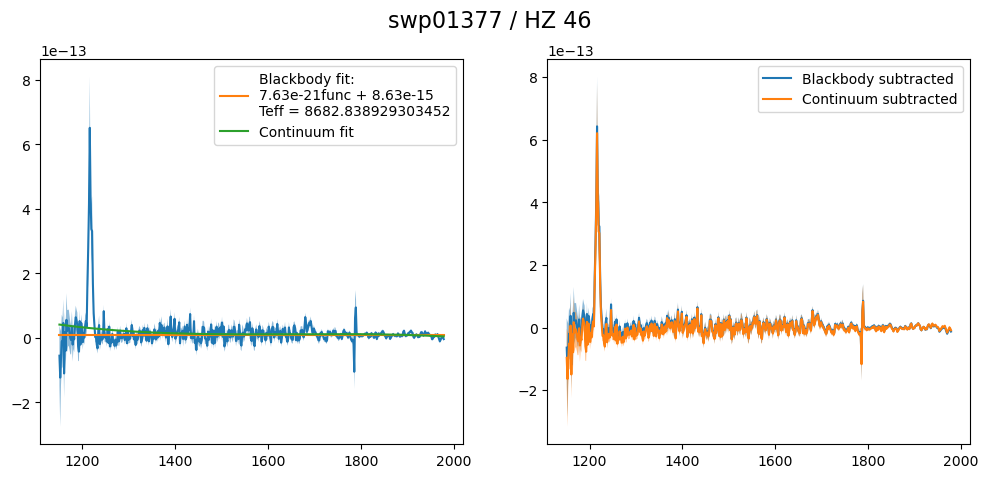 swp01377 / HZ 46
1e−13
8
6
4
2
0
−2
1200
1400
1600
1800
2000
Blackbody fit:
7.63e-21func + 8.63e-15
Teff = 8682.838929303452
Continuum fit
1e−13
8
6
4
2
0
−2
1200
1400
1600
1800
2000
Blackbody subtracted
Continuum subtracted